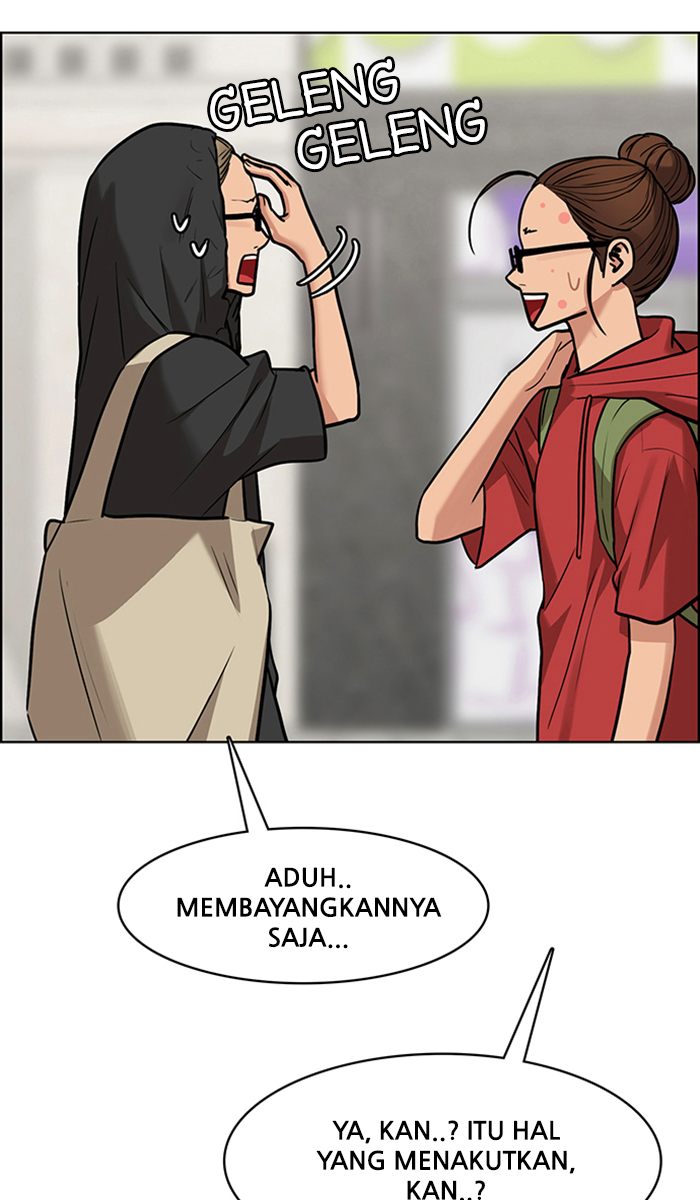 GELENG
GELENG
ADUH..
MEMBAYANGKANNYA
SAJA...
YA, KAN..? ITU HAL
YANG MENAKUTKAN,
KAN..?